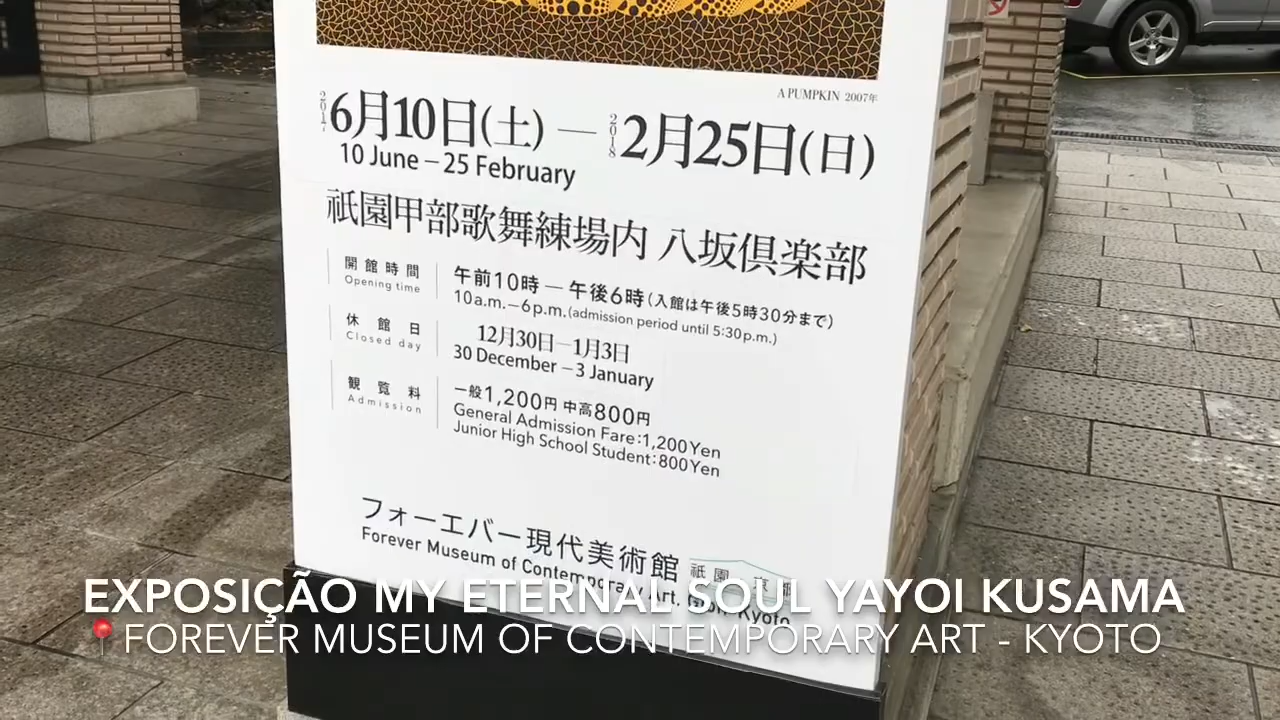 A PUMPKIN 2007年
2017 6月10日(土) — 2018 2月25日(日)
10 June – 25 February
祇園甲部歌舞練場内 八坂倶楽部
開館時間
Opening time
午前10時 — 午後6時(入館は午後5時30分まで)
10a.m.–6p.m.(admission period until 5:30p.m.)
休館日
Closed day
12月30日—1月3日
30 December – 3 January
観覧料
Admission
一般1,200円 中高800円
General Admission Fare:1,200Yen
Junior High School Student:800Yen
フォーエバー現代美術館 祇園・京都
Forever Museum of Contemporary Art, Gion-Kyoto
EXPOSIÇÃO MY ETERNAL SOUL YAYOI KUSAMA
📍FOREVER MUSEUM OF CONTEMPORARY ART - KYOTO